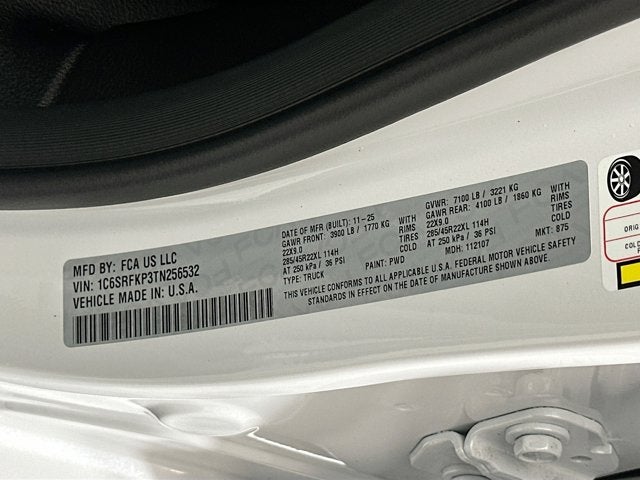 MFD BY: FCA US LLC
VIN: 1C6SRFKP3TN256532
VEHICLE MADE IN U.S.A.
DATE OF MFR (BUILT): 11-25
GAWR FRONT: 3900 LB / 1770 KG WITH
22X9.0 RIMS
285/45R22XL 114H TIRES
AT 250 kPa / 36 PSI COLD
TYPE: TRUCK PAINT: PWD
GVWR: 7100 LB / 3221 KG
GAWR REAR: 4100 LB / 1860 KG WITH
22X9.0 RIMS
285/45R22XL 114H TIRES
AT 250 kPa / 36 PSI COLD
MDH: 112107 MKT: 875
THIS VEHICLE CONFORMS TO ALL APPLICABLE U.S.A. FEDERAL MOTOR VEHICLE SAFETY
STANDARDS IN EFFECT ON THE DATE OF MANUFACTURE SHOWN ABOVE.
ORIG
COLD